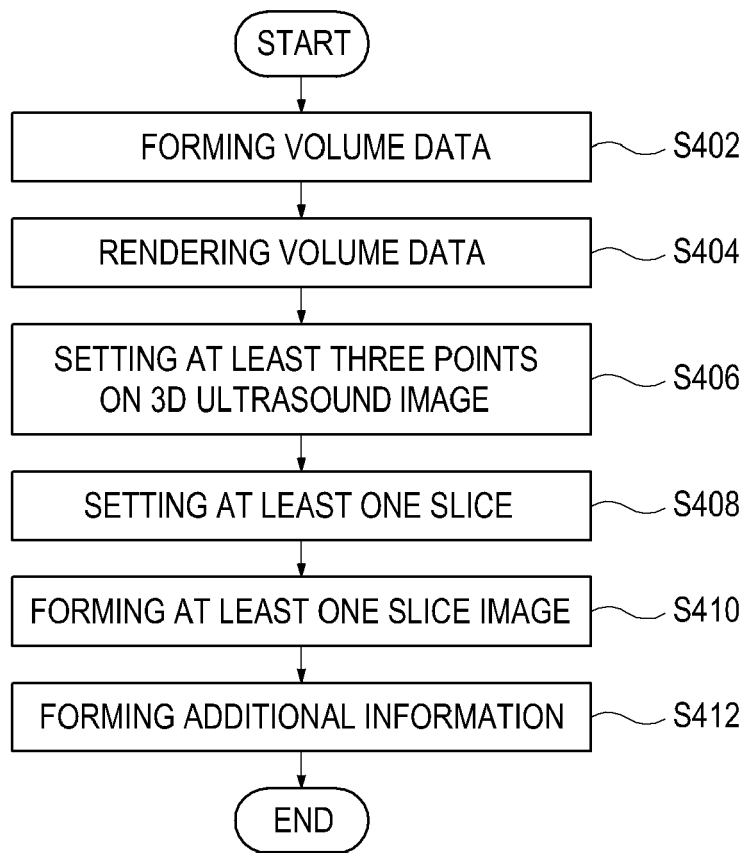 START
FORMING VOLUME DATA
S402
RENDERING VOLUME DATA
S404
SETTING AT LEAST THREE POINTS
ON 3D ULTRASOUND IMAGE
S406
SETTING AT LEAST ONE SLICE
S408
FORMING AT LEAST ONE SLICE IMAGE
S410
FORMING ADDITIONAL INFORMATION
S412
END